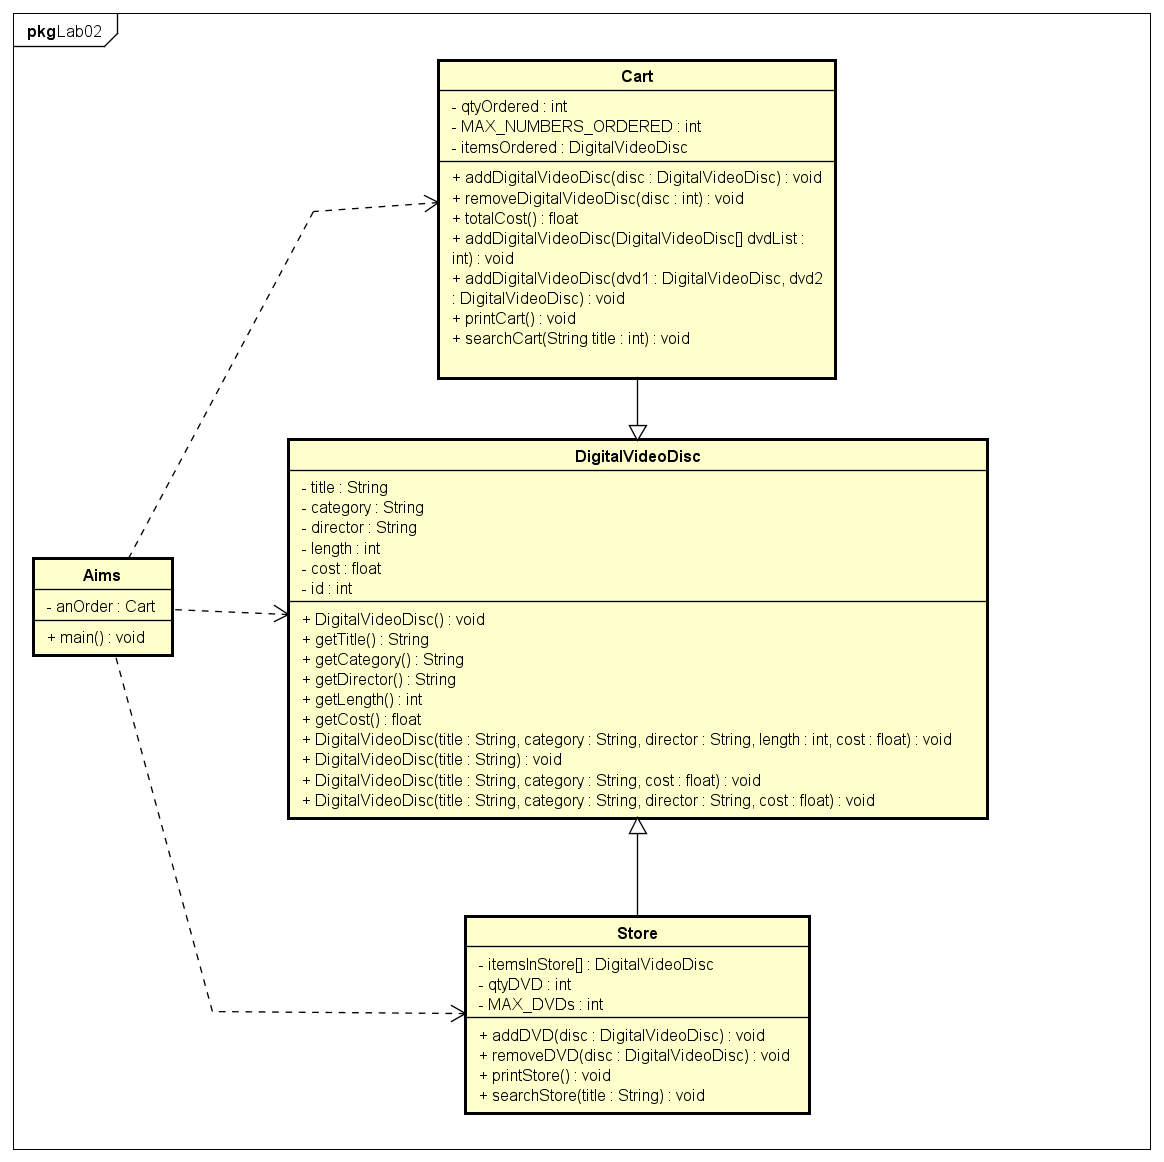 pkgLab02
Cart
- qtyOrdered : int
- MAX_NUMBERS_ORDERED : int
- itemsOrdered : DigitalVideoDisc
+ addDigitalVideoDisc(disc : DigitalVideoDisc) : void
+ removeDigitalVideoDisc(disc : int) : void
+ totalCost() : float
+ addDigitalVideoDisc(DigitalVideoDisc[] dvdList :
int) : void
+ addDigitalVideoDisc(dvd1 : DigitalVideoDisc, dvd2
: DigitalVideoDisc) : void
+ printCart() : void
+ searchCart(String title : int) : void
DigitalVideoDisc
- title : String
- category : String
- director : String
- length : int
- cost : float
- id : int
+ DigitalVideoDisc() : void
+ getTitle() : String
+ getCategory() : String
+ getDirector() : String
+ getLength() : int
+ getCost() : float
+ DigitalVideoDisc(title : String, category : String, director : String, length : int, cost : float) : void
+ DigitalVideoDisc(title : String) : void
+ DigitalVideoDisc(title : String, category : String, cost : float) : void
+ DigitalVideoDisc(title : String, category : String, director : String, cost : float) : void
Aims
- anOrder : Cart
+ main() : void
Store
- itemsInStore[] : DigitalVideoDisc
- qtyDVD : int
- MAX_DVDs : int
+ addDVD(disc : DigitalVideoDisc) : void
+ removeDVD(disc : DigitalVideoDisc) : void
+ printStore() : void
+ searchStore(title : String) : void